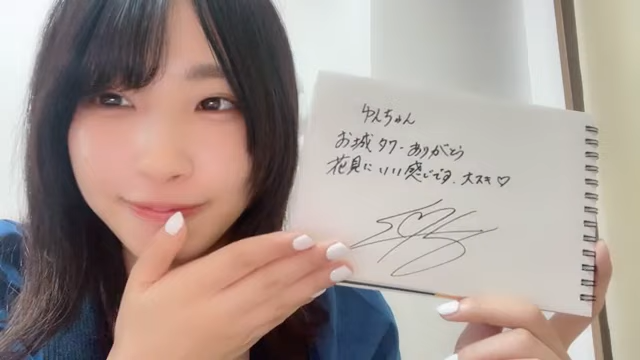 ゆんちゃん
お城タワーありがとう
花見にいい感じです、大スキ♡